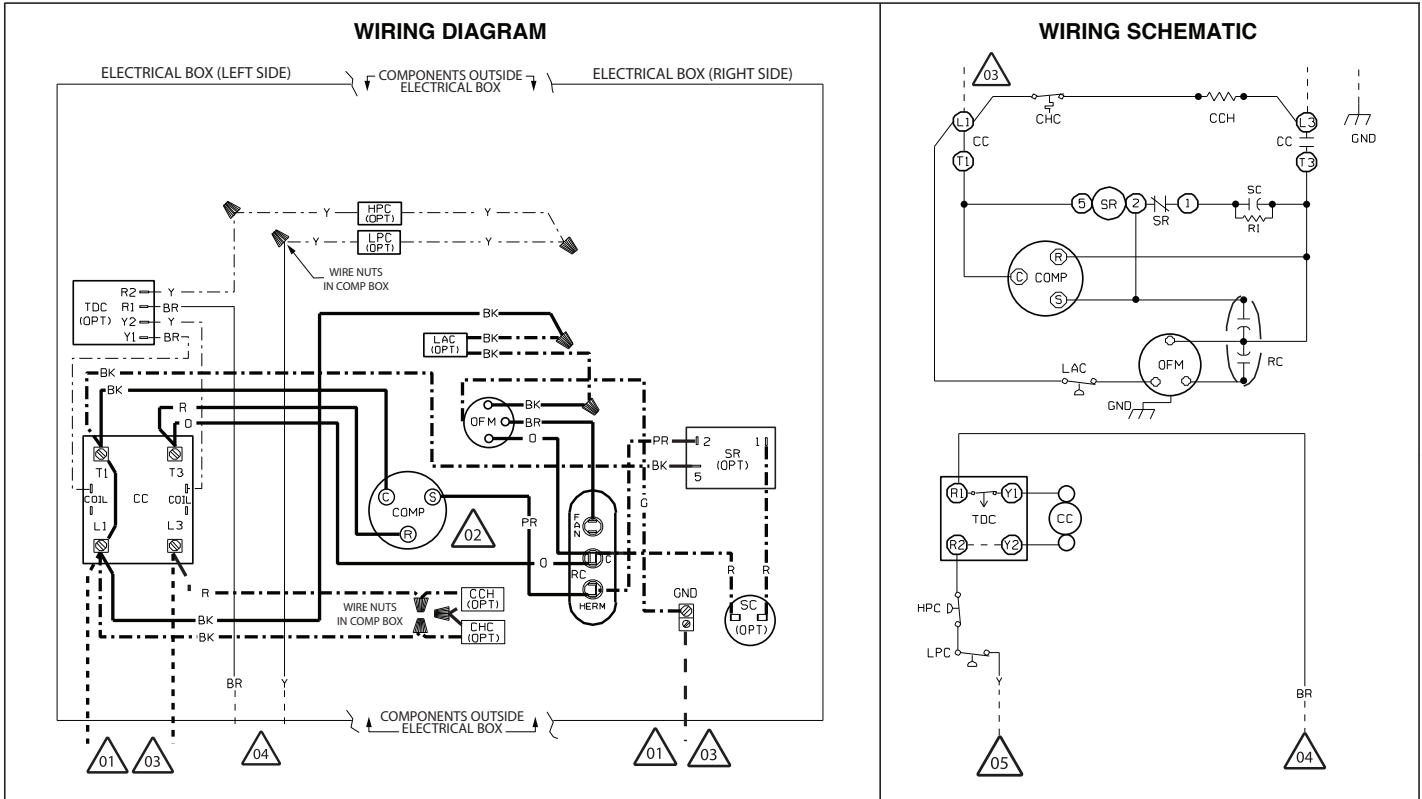 WIRING DIAGRAM
ELECTRICAL BOX (LEFT SIDE)
COMPONENTS OUTSIDE
ELECTRICAL BOX
ELECTRICAL BOX (RIGHT SIDE)
Y
HPC
(OPT)
Y
Y
LPC
(OPT)
Y
WIRE NUTS
IN COMP BOX
TDC
(OPT)
R2
Y
R1
BR
Y2
Y
Y1
BR
BK
LAC
(OPT)
BK
BK
BK
BK
R
O
OFM
BK
BR
O
PR
BK
2
1
SR
(OPT)
5
T1
T3
COIL
CC
COIL
L1
L3
C
S
COMP
R
02
PR
G
FAN
C
RC
HERM
O
R
R
SC
(OPT)
GND
R
WIRE NUTS
IN COMP BOX
CCH
(OPT)
CHC
(OPT)
BK
BK
BR
Y
COMPONENTS OUTSIDE
ELECTRICAL BOX
01
03
04
01
03
WIRING SCHEMATIC
03
L1
CC
T1
CHC
CCH
L3
CC
T3
GND
5
SR
2
SR
1
SC
R1
C
COMP
R
S
LAC
OFM
GND
RC
R1
Y1
TDC
R2
Y2
CC
HPC
LPC
Y
BR
05
04